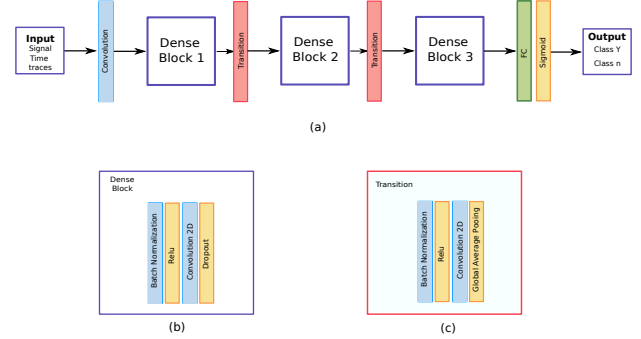 Input
Signal
Time
traces
Convolution
Dense
Block 1
Transition
Dense
Block 2
Transition
Dense
Block 3
FC
Sigmoid
Output
Class Y
Class n
(a)
Dense
Block
Batch Normalization
Relu
Convolution 2D
Dropout
(b)
Transition
Batch Normalization
Relu
Convolution 2D
Global Average Pooing
(c)